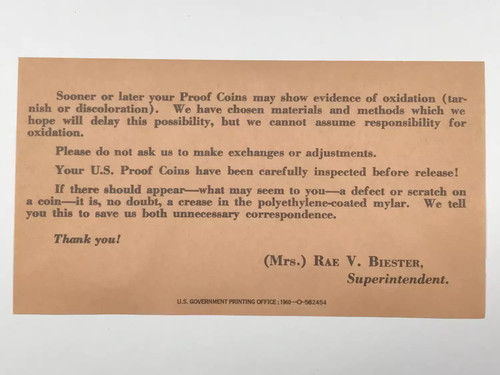 Sooner or later your Proof Coins may show evidence of oxidation (tar-
nish or discoloration). We have chosen materials and methods which we
hope will delay this possibility, but we cannot assume responsibility for
oxidation.
Please do not ask us to make exchanges or adjustments.
Your U.S. Proof Coins have been carefully inspected before release!
If there should appear—what may seem to you—a defect or scratch on
a coin—it is, no doubt, a crease in the polyethylene-coated mylar. We tell
you this to save us both unnecessary correspondence.
Thank you!
(Mrs.) RAE V. BIESTER,
Superintendent.
U.S. GOVERNMENT PRINTING OFFICE: 1960—O-562454